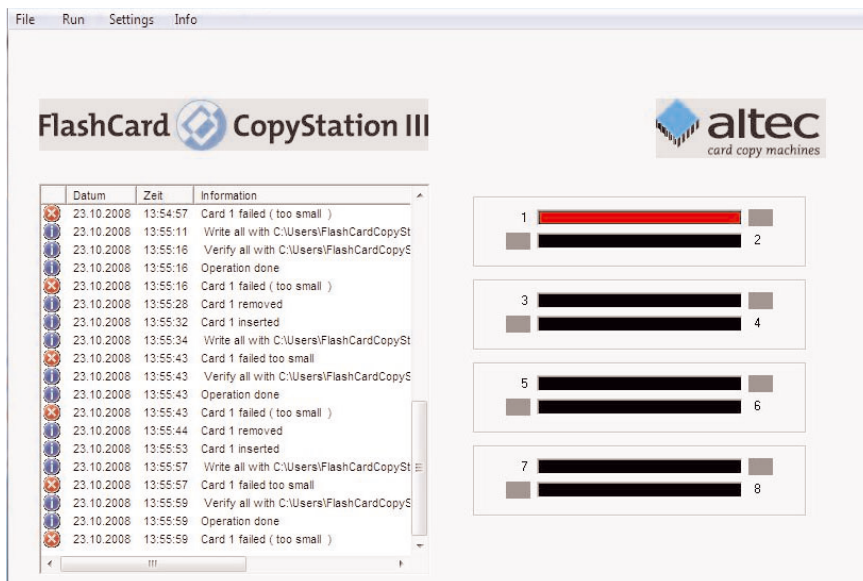 File Run Settings Info
FlashCard CopyStation III
altec
card copy machines
Datum Zeit Information
23.10.2008 13:54:57 Card 1 failed ( too small )
23.10.2008 13:55:11 Write all with C:\Users\FlashCardCopySt
23.10.2008 13:55:16 Verify all with C:\Users\FlashCardCopyS
23.10.2008 13:55:16 Operation done
23.10.2008 13:55:16 Card 1 failed ( too small )
23.10.2008 13:55:28 Card 1 removed
23.10.2008 13:55:32 Card 1 inserted
23.10.2008 13:55:34 Write all with C:\Users\FlashCardCopySt
23.10.2008 13:55:43 Card 1 failed too small
23.10.2008 13:55:43 Verify all with C:\Users\FlashCardCopyS
23.10.2008 13:55:43 Operation done
23.10.2008 13:55:43 Card 1 failed ( too small )
23.10.2008 13:55:44 Card 1 removed
23.10.2008 13:55:53 Card 1 inserted
23.10.2008 13:55:57 Write all with C:\Users\FlashCardCopySt
23.10.2008 13:55:57 Card 1 failed too small
23.10.2008 13:55:59 Verify all with C:\Users\FlashCardCopyS
23.10.2008 13:55:59 Operation done
23.10.2008 13:55:59 Card 1 failed ( too small )
1
2
3
4
5
6
7
8